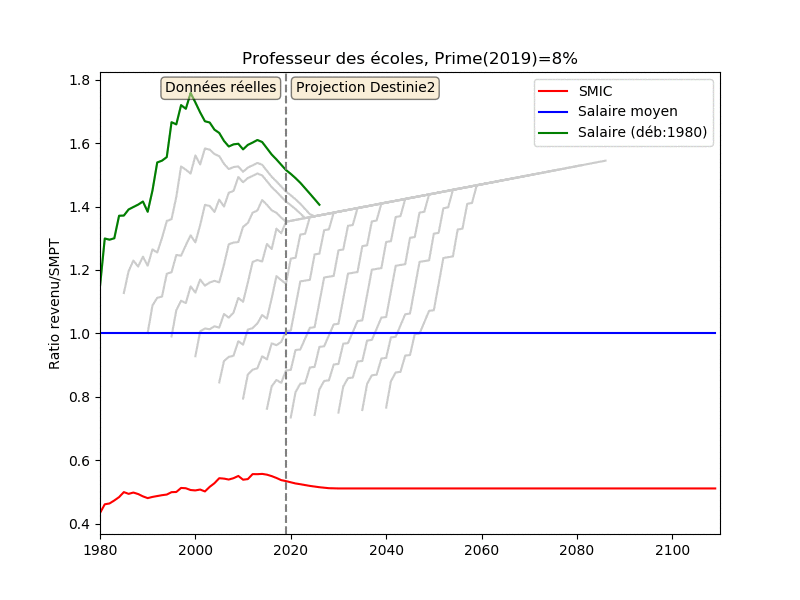 Professeur des écoles, Prime(2019)=8%
Données réelles
Projection Destinie2
SMIC
Salaire moyen
Salaire (déb:1980)
Ratio revenu/SMPT
1.8
1.6
1.4
1.2
1.0
0.8
0.6
0.4
1980
2000
2020
2040
2060
2080
2100